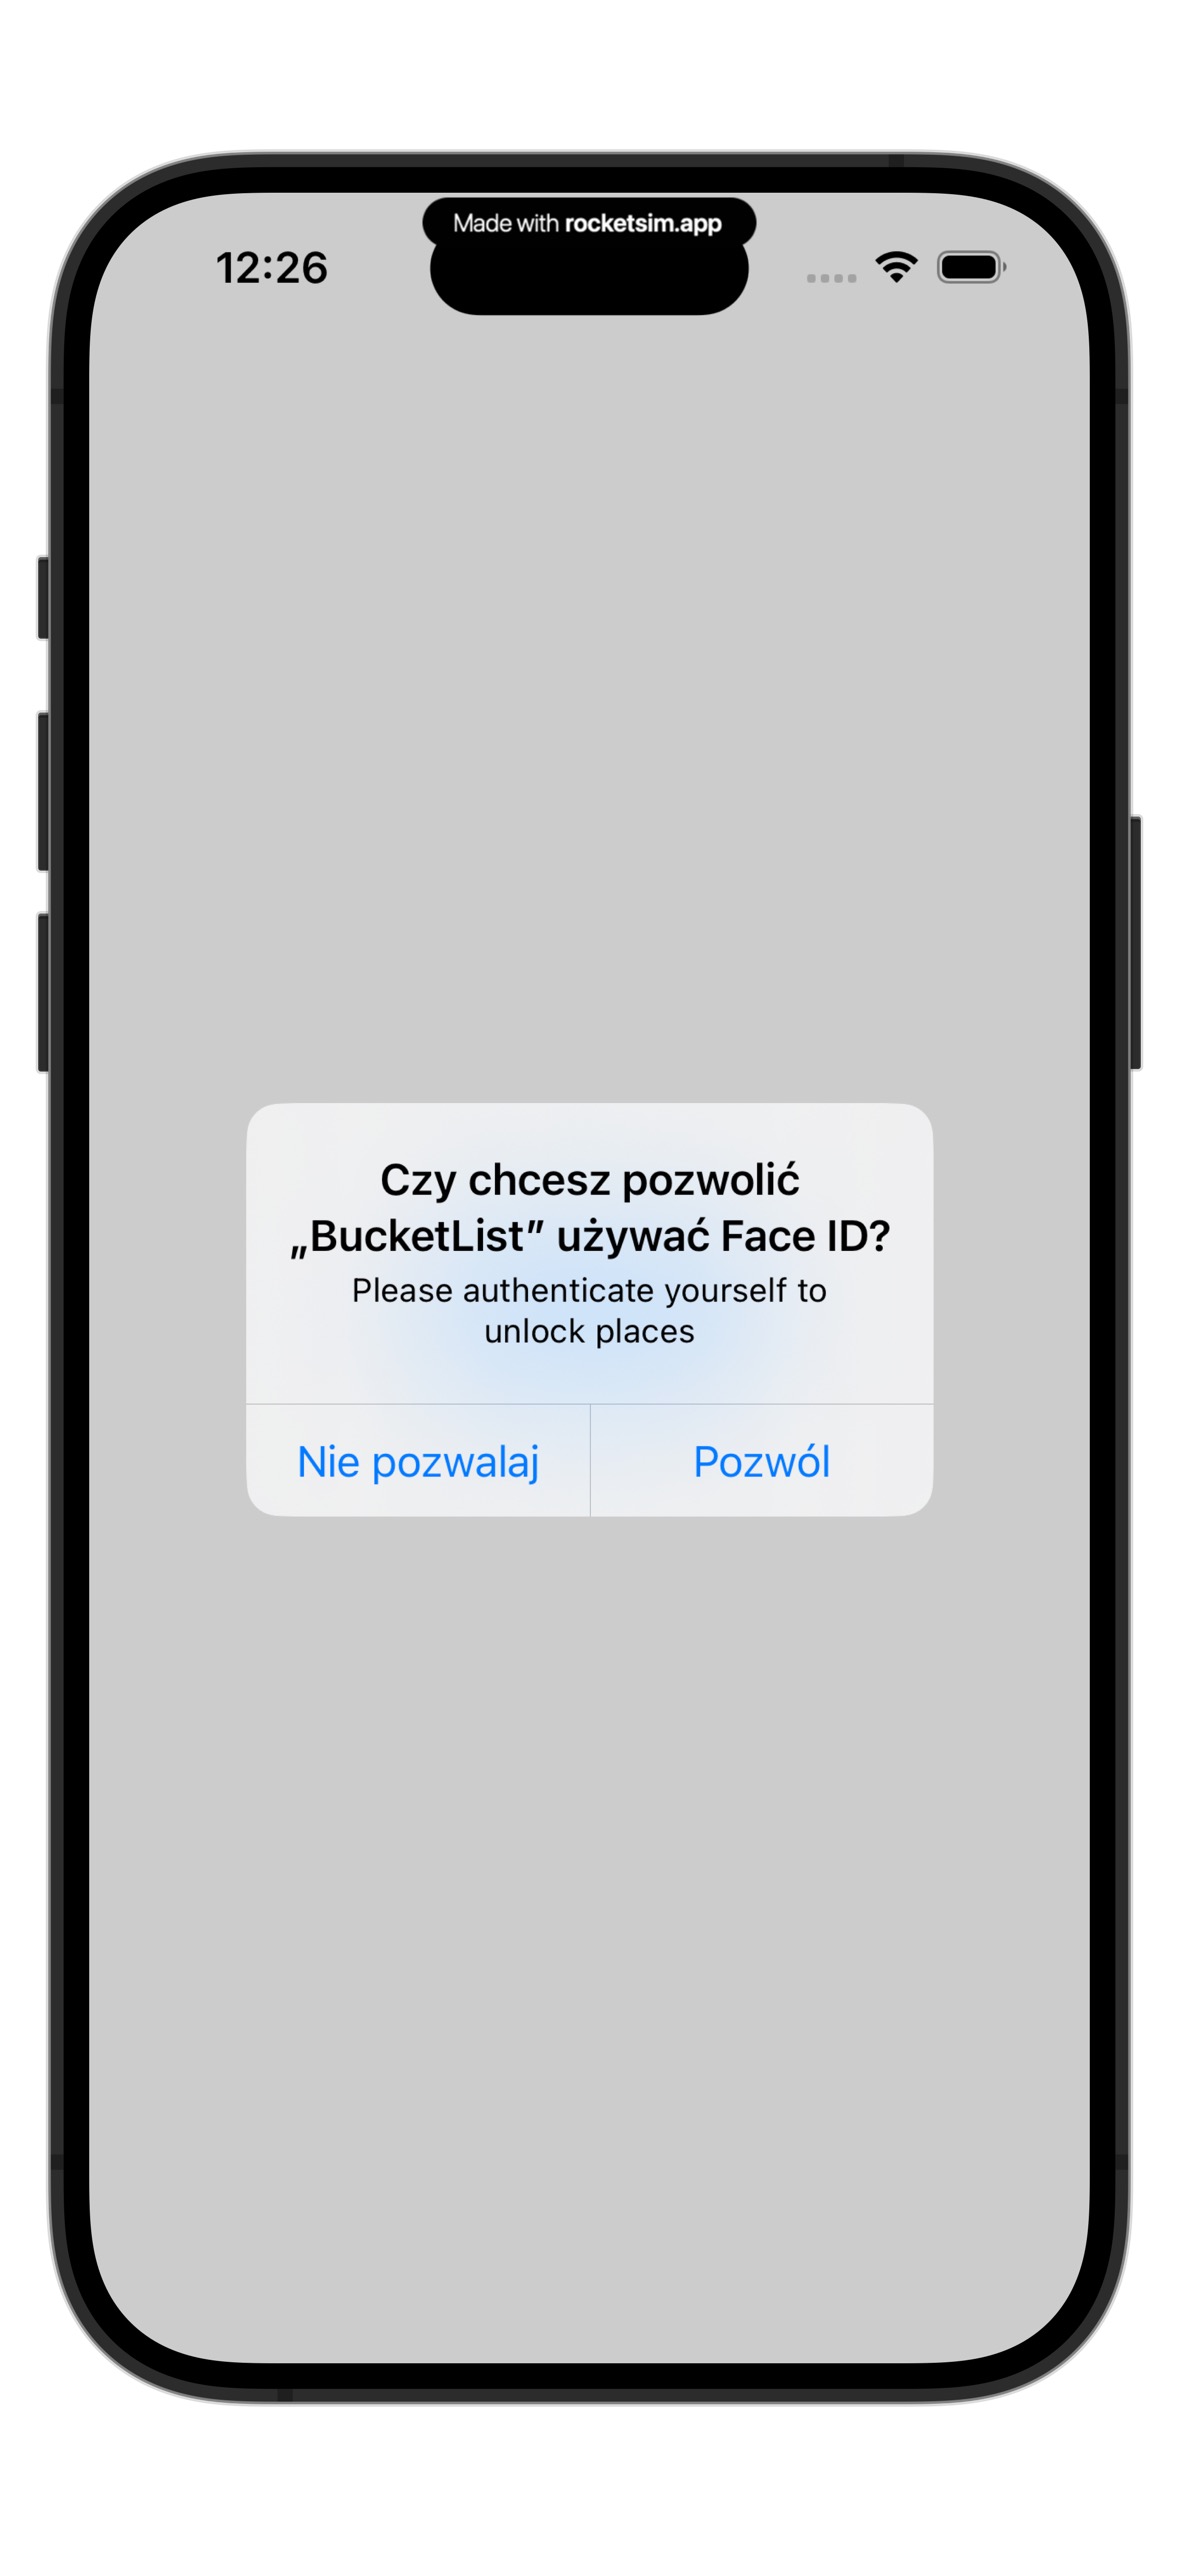 Made with rocketsim.app
12:26
Czy chcesz pozwolić
„BucketList” używać Face ID?
Please authenticate yourself to
unlock places
Nie pozwalaj
Pozwól